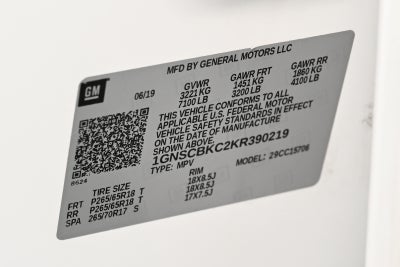 MFD BY GENERAL MOTORS LLC
GM
06/19
GVWR GAWR FRT GAWR RR
3221 KG 1451 KG 1860 KG
7100 LB 3200 LB 4100 LB
THIS VEHICLE CONFORMS TO ALL
APPLICABLE U.S. FEDERAL MOTOR
VEHICLE SAFETY STANDARDS IN EFFECT
ON THE DATE OF MANUFACTURE
SHOWN ABOVE.
1GNSCBKC2KR390219
TYPE: MPV MODEL: 29CC15706
8624
TIRE SIZE RIM
FRT P265/65R18 T 18X8.5J
RR P265/65R18 T 18X8.5J
SPA 265/70R17 S 17X7.5J